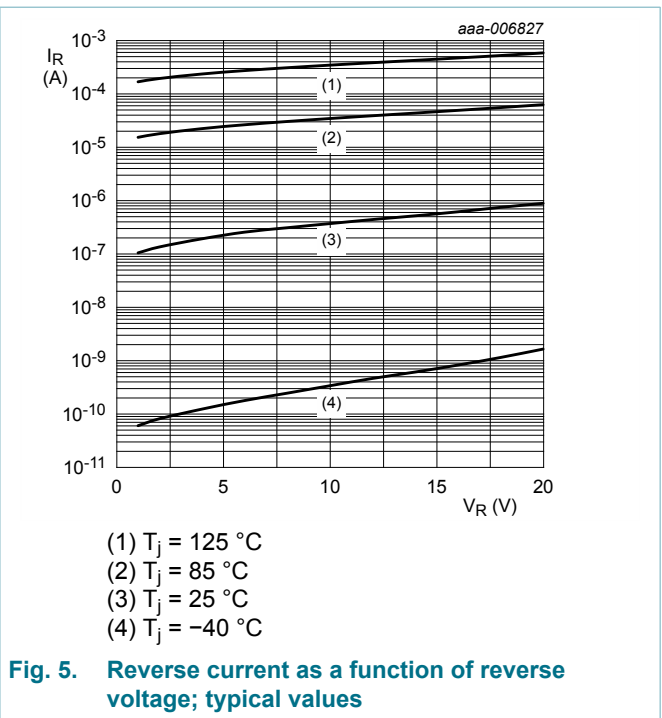 aaa-006827
I_R
(A)
10⁻³
10⁻⁴
10⁻⁵
10⁻⁶
10⁻⁷
10⁻⁸
10⁻⁹
10⁻¹⁰
10⁻¹¹
(1)
(2)
(3)
(4)
0 5 10 15 20
V_R (V)
(1) T_j = 125 °C
(2) T_j = 85 °C
(3) T_j = 25 °C
(4) T_j = −40 °C
Fig. 5. Reverse current as a function of reverse
voltage; typical values